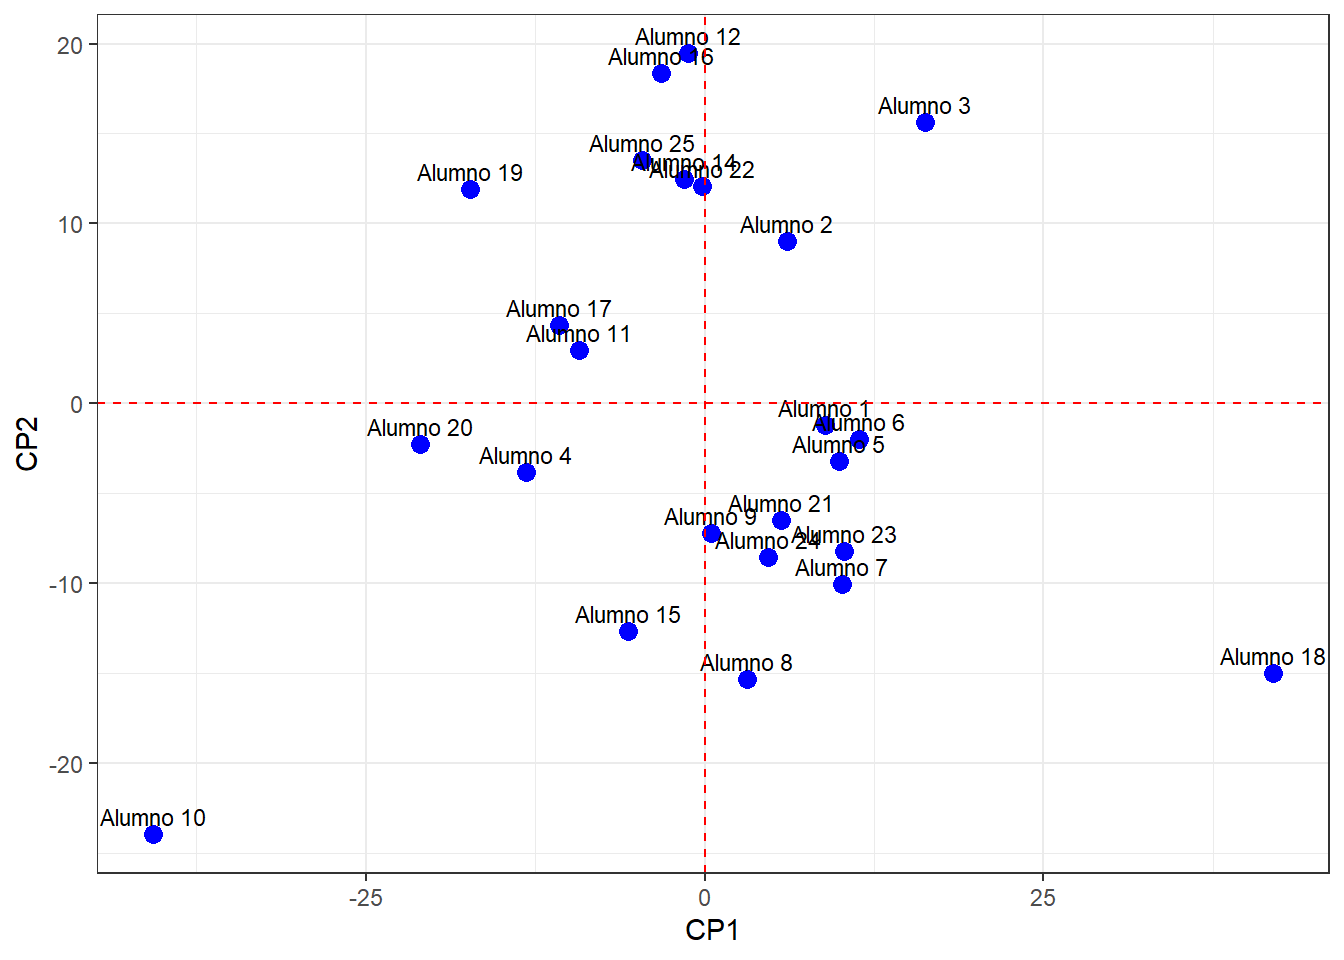 20
10
0
-10
-20
CP2
Alumno 12
Alumno 16
Alumno 3
Alumno 25
Alumno 14
Alumno 22
Alumno 19
Alumno 2
Alumno 17
Alumno 11
Alumno 1
Alumno 6
Alumno 20
Alumno 5
Alumno 4
Alumno 21
Alumno 9
Alumno 23
Alumno 24
Alumno 7
Alumno 15
Alumno 8
Alumno 18
Alumno 10
-25
0
25
CP1